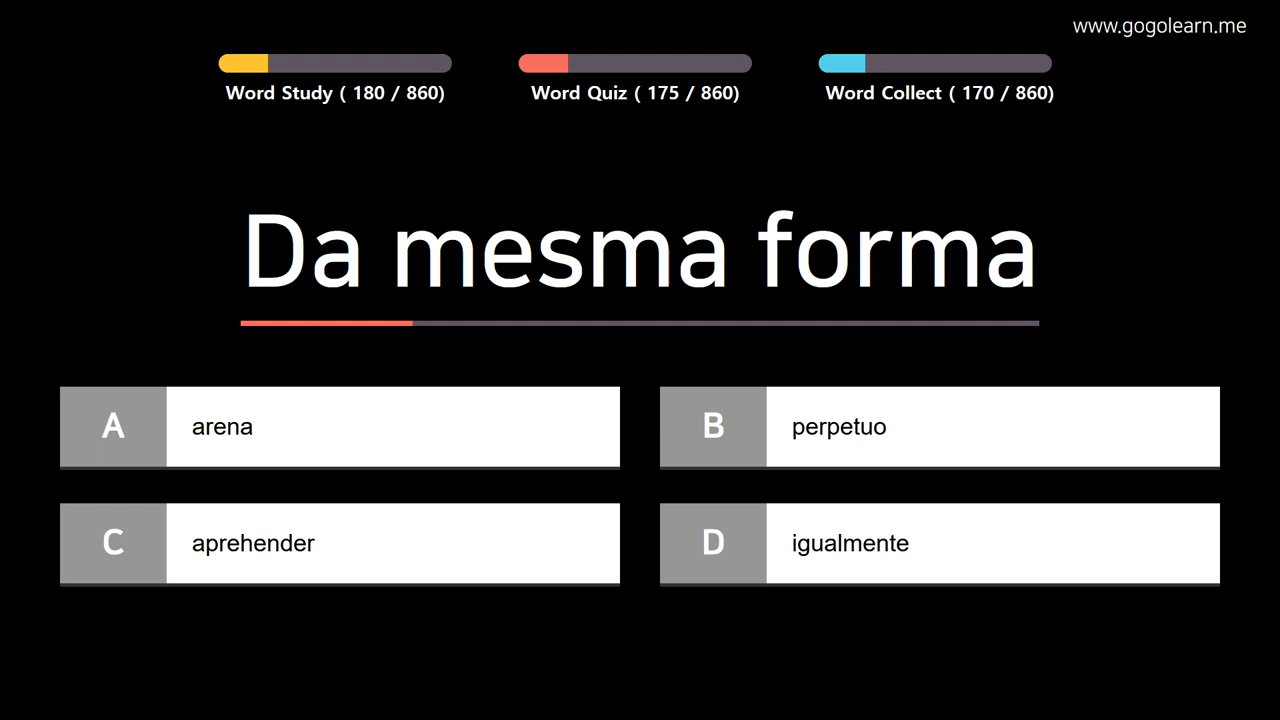 www.gogolearn.me
Word Study ( 180 / 860)
Word Quiz ( 175 / 860)
Word Collect ( 170 / 860)
Da mesma forma
A
arena
B
perpetuo
C
aprehender
D
igualmente